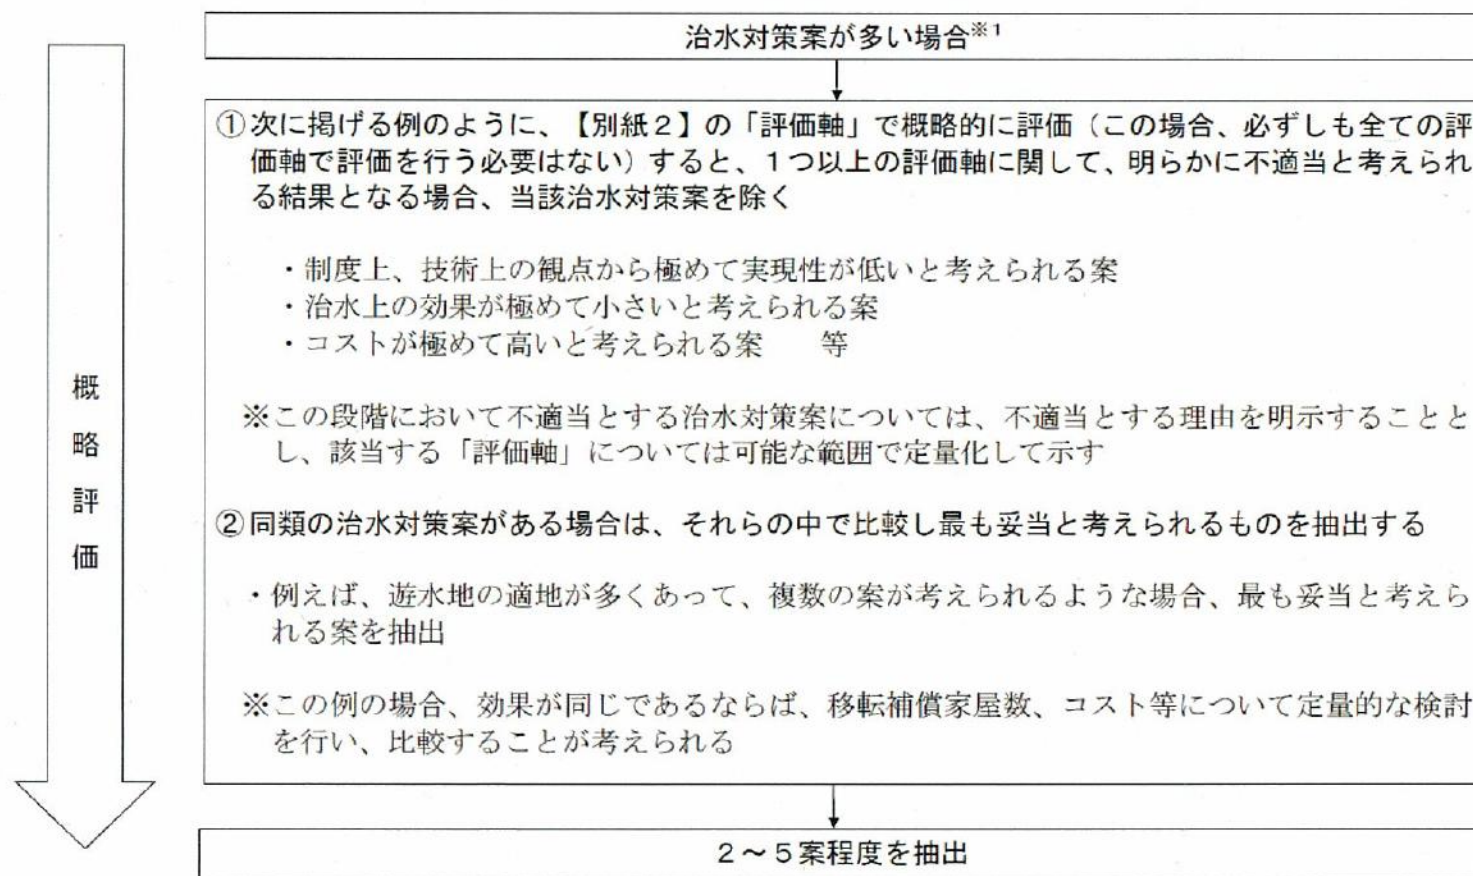 治水対策案が多い場合※1
①次に掲げる例のように、【別紙２】の「評価軸」で概略的に評価（この場合、必ずしも全ての評
価軸で評価を行う必要はない）すると、１つ以上の評価軸に関して、明らかに不適当と考えられ
る結果となる場合、当該治水対策案を除く
・制度上、技術上の観点から極めて実現性が低いと考えられる案
・治水上の効果が極めて小さいと考えられる案
・コストが極めて高いと考えられる案　等
※この段階において不適当とする治水対策案については、不適当とする理由を明示することと
し、該当する「評価軸」については可能な範囲で定量化して示す
②同類の治水対策案がある場合は、それらの中で比較し最も妥当と考えられるものを抽出する
・例えば、遊水地の適地が多くあって、複数の案が考えられるような場合、最も妥当と考えら
れる案を抽出
※この例の場合、効果が同じであるならば、移転補償家屋数、コスト等について定量的な検討
を行い、比較することが考えられる
２～５案程度を抽出
概略評価